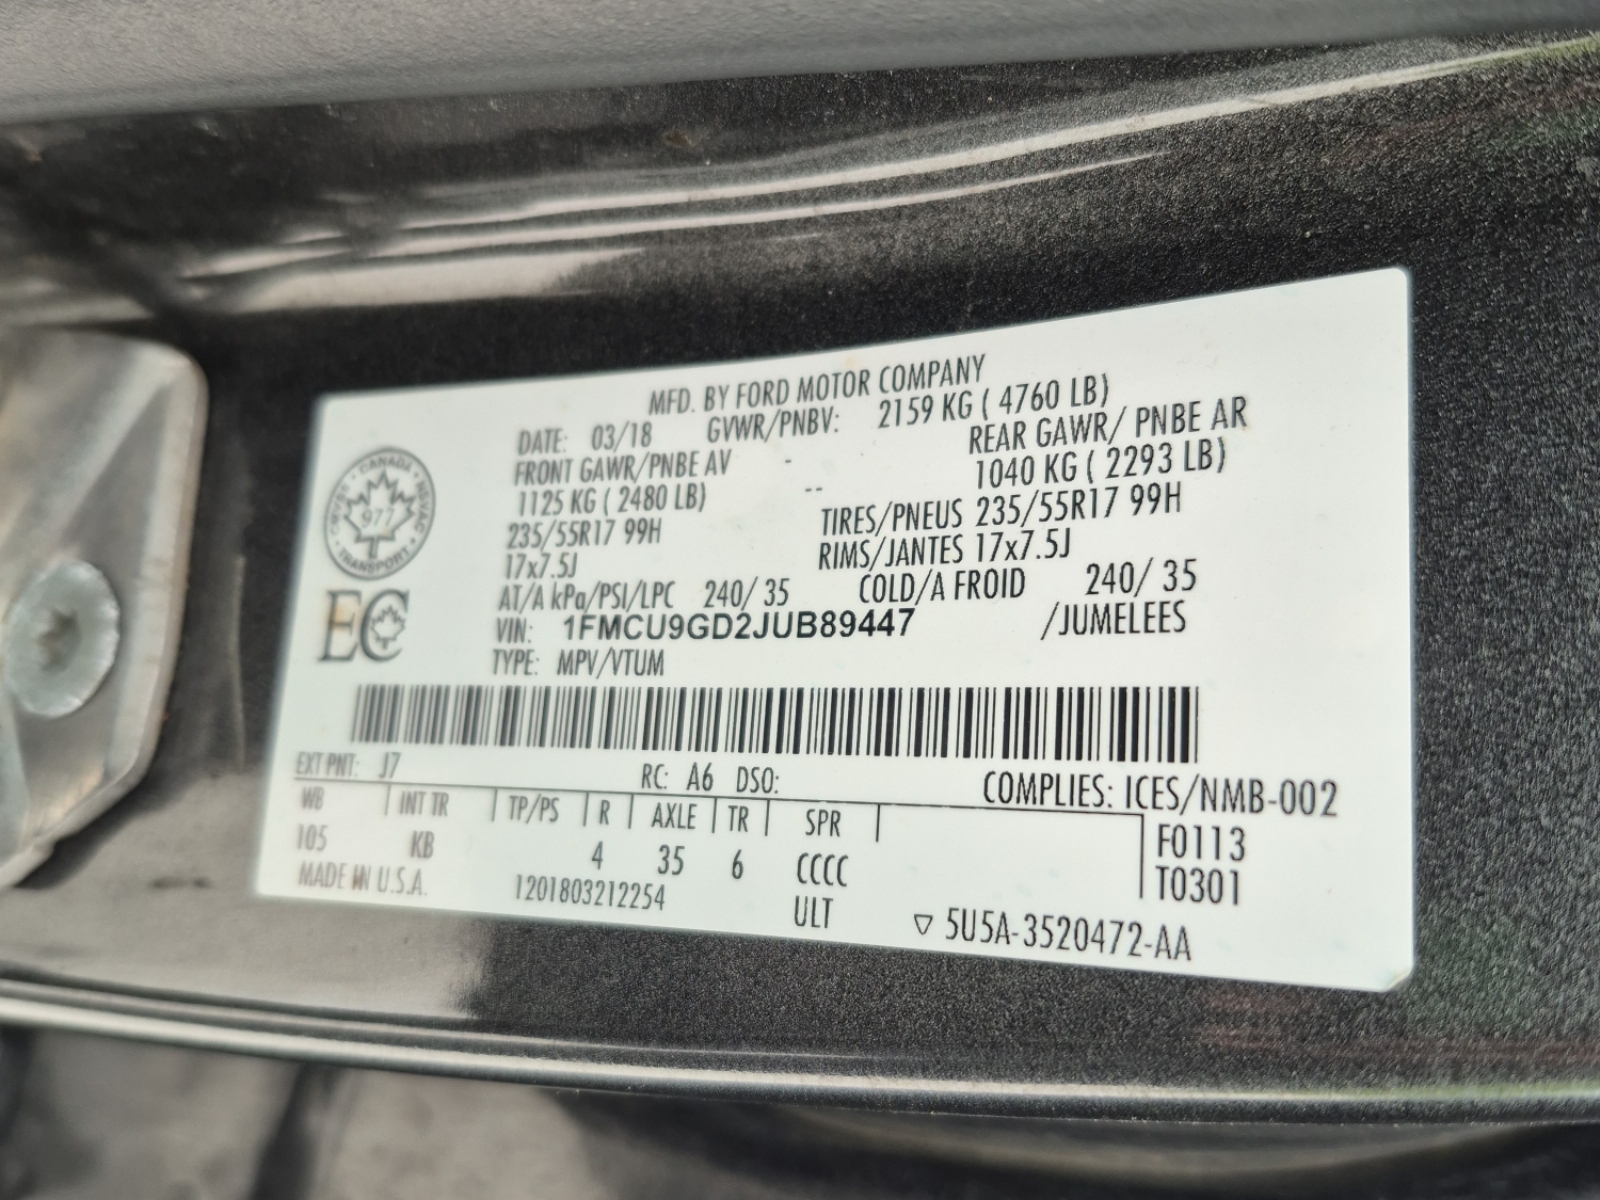 MFD. BY FORD MOTOR COMPANY
DATE: 03/18 GVWR/PNBV: 2159 KG ( 4760 LB)
FRONT GAWR/PNBE AV - REAR GAWR/ PNBE AR
1125 KG ( 2480 LB) -- 1040 KG ( 2293 LB)
235/55R17 99H TIRES/PNEUS 235/55R17 99H
17x7.5J RIMS/JANTES 17x7.5J
AT/A kPa/PSI/LPC 240/ 35 COLD/A FROID 240/ 35
VIN: 1FMCU9GD2JUB89447 /JUMELEES
TYPE: MPV/VTUM
CANADA
NSVAC
TRANSPORT
CMVSS
977
EC
EXT PNT: J7 RC: A6 DSO: COMPLIES: ICES/NMB-002
WB | INT TR | TP/PS | R | AXLE | TR | SPR | F0113
105 KB 4 35 6 CCCC T0301
MADE IN U.S.A. 1201803212254 ULT ▽ 5U5A-3520472-AA